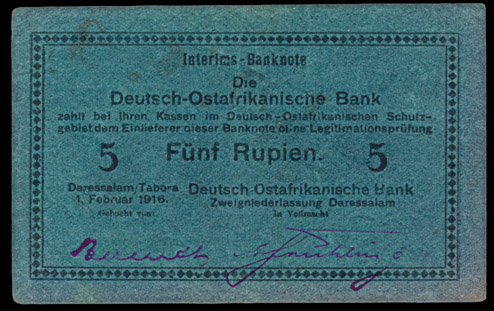 Interims-Banknote
Die
Deutsch-Ostafrikanische Bank
zahlt bei Ihren Kassen im Deutsch-Ostafrikanischen Schutz-
gebiet dem Einlieferer dieser Banknote ohne Legitimationsprüfung
5 Fünf Rupien. 5
Daressalam/Tabora Deutsch-Ostafrikanische Bank
1. Februar 1916. Zweigniederlassung Daressalam
Gebucht von: In Vollmacht